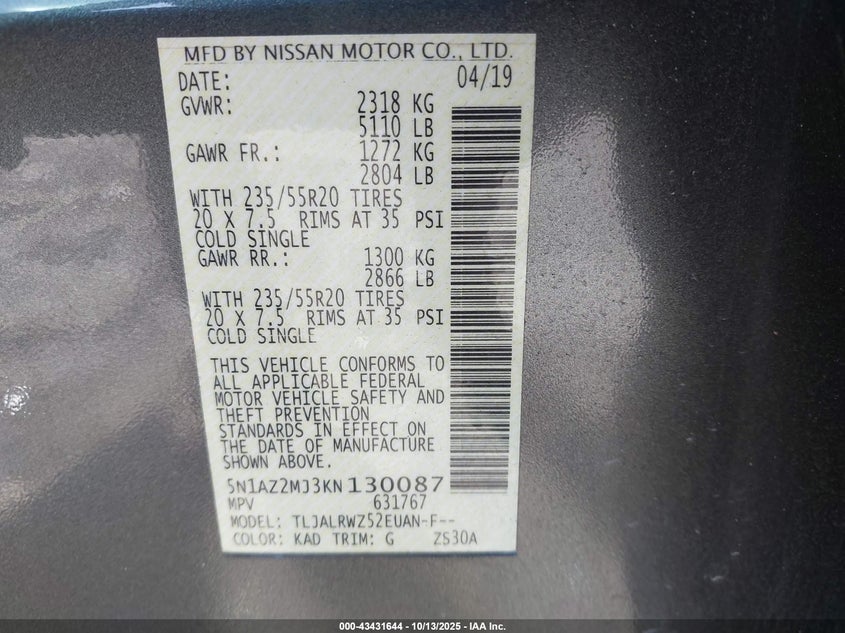 MFD BY NISSAN MOTOR CO., LTD.
DATE: 04/19
GVWR: 2318 KG
5110 LB
GAWR FR.: 1272 KG
2804 LB
WITH 235/55R20 TIRES
20 X 7.5 RIMS AT 35 PSI
COLD SINGLE
GAWR RR.: 1300 KG
2866 LB
WITH 235/55R20 TIRES
20 X 7.5 RIMS AT 35 PSI
COLD SINGLE
THIS VEHICLE CONFORMS TO
ALL APPLICABLE FEDERAL
MOTOR VEHICLE SAFETY AND
THEFT PREVENTION
STANDARDS IN EFFECT ON
THE DATE OF MANUFACTURE
SHOWN ABOVE.
5N1AZ2MJ3KN130087
MPV 631767
MODEL: TLJALRWZ52EUAN-F--
COLOR: KAD TRIM: G ZS30A
000-43431644 | 10/13/2025 - IAA Inc.